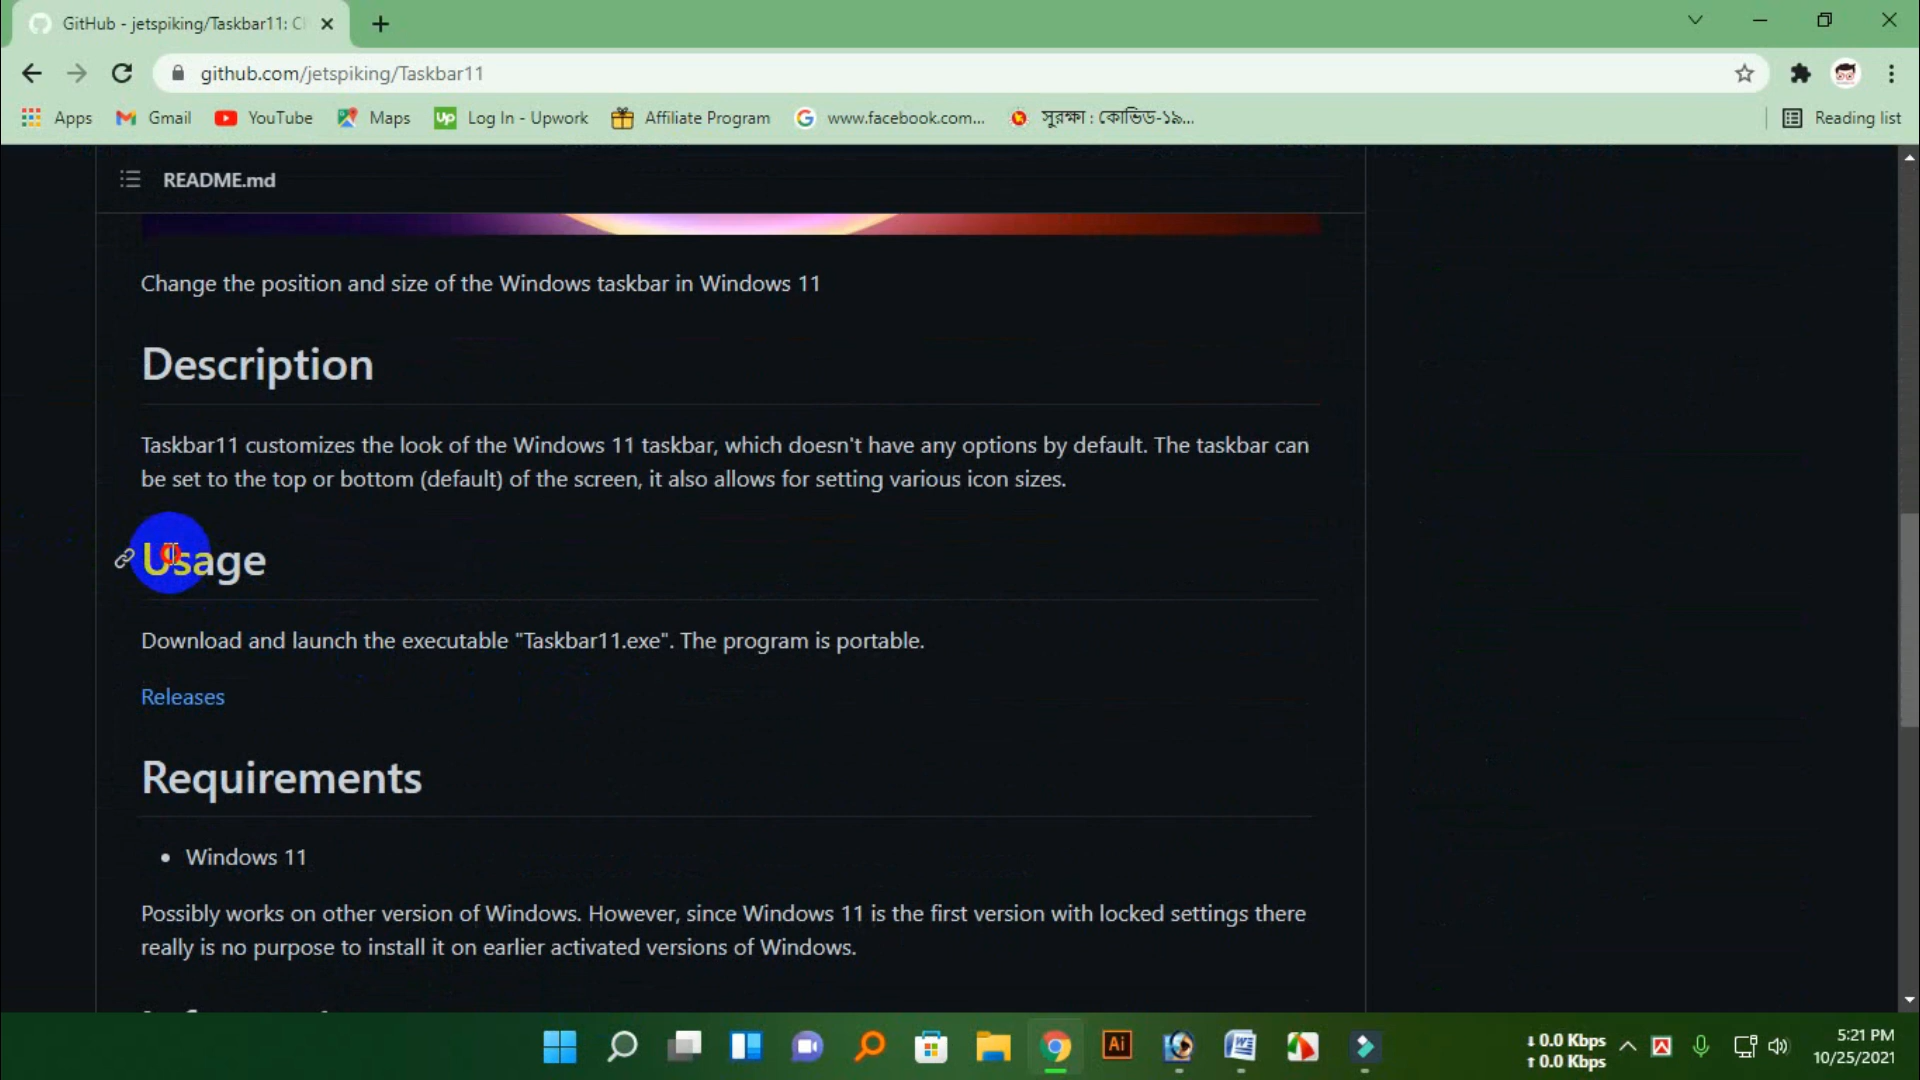 GitHub - jetspiking/Taskbar11: C
github.com/jetspiking/Taskbar11
Apps
Gmail
YouTube
Maps
Up
Log In - Upwork
Affiliate Program
www.facebook.com...
সুরক্ষা : কোভিড-১৯...
Reading list
README.md
Change the position and size of the Windows taskbar in Windows 11
Description
Taskbar11 customizes the look of the Windows 11 taskbar, which doesn't have any options by default. The taskbar can
be set to the top or bottom (default) of the screen, it also allows for setting various icon sizes.
Usage
Download and launch the executable "Taskbar11.exe". The program is portable.
Releases
Requirements
• Windows 11
Possibly works on other version of Windows. However, since Windows 11 is the first version with locked settings there
really is no purpose to install it on earlier activated versions of Windows.
Ai
↓ 0.0 Kbps
↑ 0.0 Kbps
5:21 PM
10/25/2021